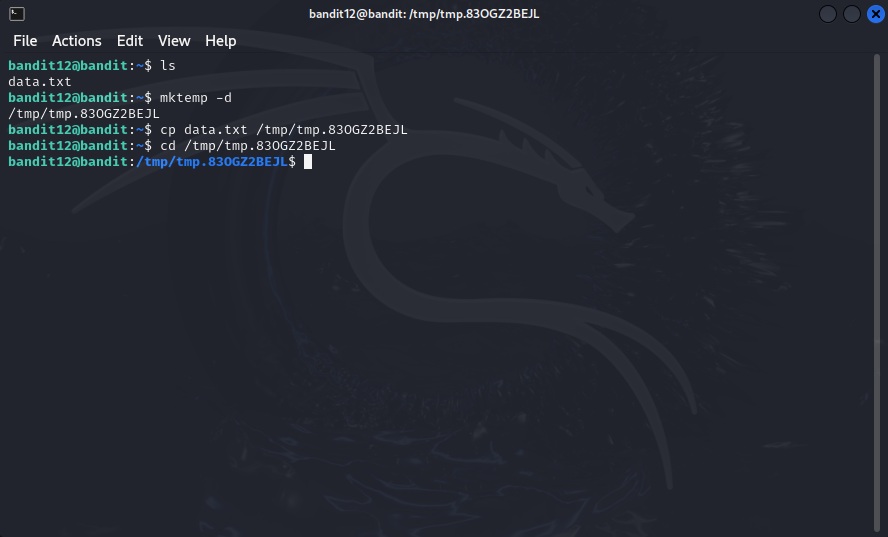 bandit12@bandit: /tmp/tmp.83OGZ2BEJL
File Actions Edit View Help
bandit12@bandit:~$ ls
data.txt
bandit12@bandit:~$ mktemp -d
/tmp/tmp.83OGZ2BEJL
bandit12@bandit:~$ cp data.txt /tmp/tmp.83OGZ2BEJL
bandit12@bandit:~$ cd /tmp/tmp.83OGZ2BEJL
bandit12@bandit:/tmp/tmp.83OGZ2BEJL$